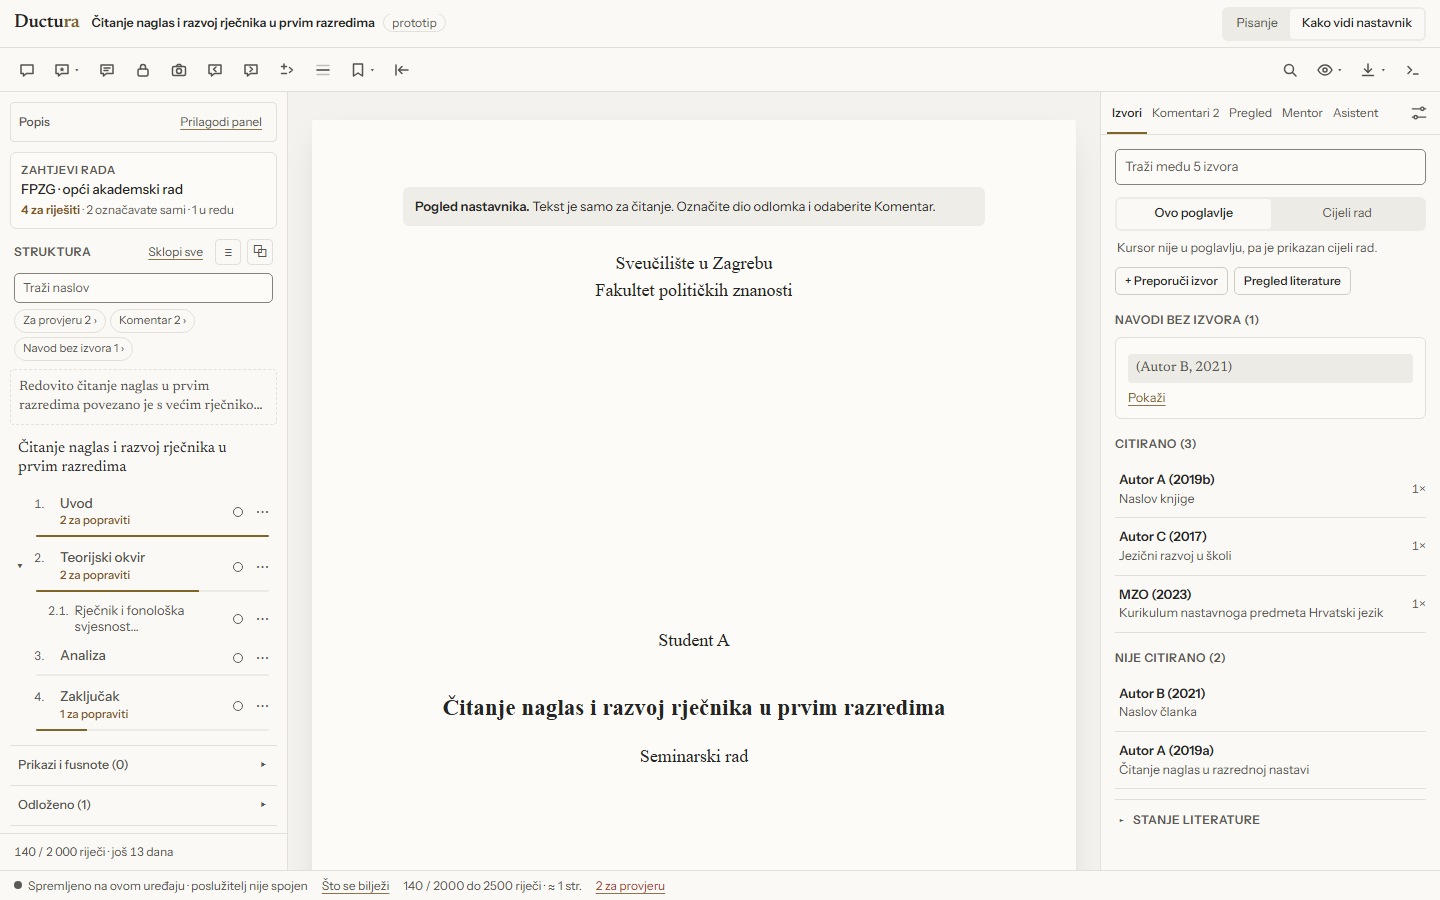 Ductura Čitanje naglas i razvoj rječnika u prvim razredima prototip
Pisanje Kako vidi nastavnik
Popis Prilagodi panel
ZAHTJEVI RADA
FPZG · opći akademski rad
4 za riješiti · 2 označavate sami · 1 u redu
STRUKTURA Sklopi sve
Traži naslov
Za provjeru 2 › Komentar 2 ›
Navod bez izvora 1 ›
Redovito čitanje naglas u prvim
razredima povezano je s većim rječniko...
Čitanje naglas i razvoj rječnika u
prvim razredima
1. Uvod
2 za popraviti
2. Teorijski okvir
2 za popraviti
2.1. Rječnik i fonološka
svjesnost...
3. Analiza
4. Zaključak
1 za popraviti
Prikazi i fusnote (0)
Odloženo (1)
140 / 2 000 riječi · još 13 dana
Pogled nastavnika. Tekst je samo za čitanje. Označite dio odlomka i odaberite Komentar.
Sveučilište u Zagrebu
Fakultet političkih znanosti
Student A
Čitanje naglas i razvoj rječnika u prvim razredima
Seminarski rad
Izvori Komentari 2 Pregled Mentor Asistent
Traži među 5 izvora
Ovo poglavlje Cijeli rad
Kursor nije u poglavlju, pa je prikazan cijeli rad.
+ Preporuči izvor Pregled literature
NAVODI BEZ IZVORA (1)
(Autor B, 2021)
Pokaži
CITIRANO (3)
Autor A (2019b)
Naslov knjige
1×
Autor C (2017)
Jezični razvoj u školi
1×
MZO (2023)
Kurikulum nastavnoga predmeta Hrvatski jezik
1×
NIJE CITIRANO (2)
Autor B (2021)
Naslov članka
Autor A (2019a)
Čitanje naglas u razrednoj nastavi
STANJE LITERATURE
Spremljeno na ovom uređaju · poslužitelj nije spojen Što se bilježi 140 / 2000 do 2500 riječi · ≈ 1 str. 2 za provjeru